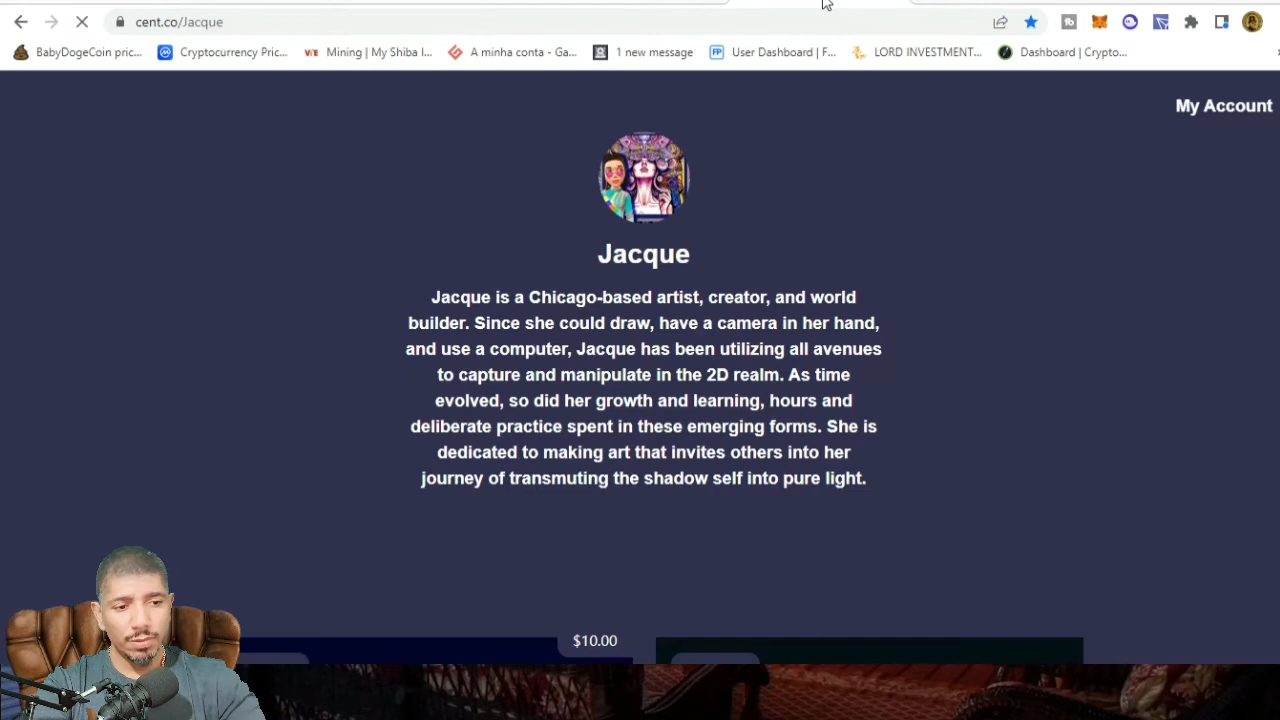 cent.co/Jacque
BabyDogeCoin pric...
Cryptocurrency Pric...
Mining | My Shiba I...
A minha conta - Ga...
1 new message
User Dashboard | F...
LORD INVESTMENT...
Dashboard | Crypto...
My Account
Jacque
Jacque is a Chicago-based artist, creator, and world
builder. Since she could draw, have a camera in her hand,
and use a computer, Jacque has been utilizing all avenues
to capture and manipulate in the 2D realm. As time
evolved, so did her growth and learning, hours and
deliberate practice spent in these emerging forms. She is
dedicated to making art that invites others into her
journey of transmuting the shadow self into pure light.
$10.00